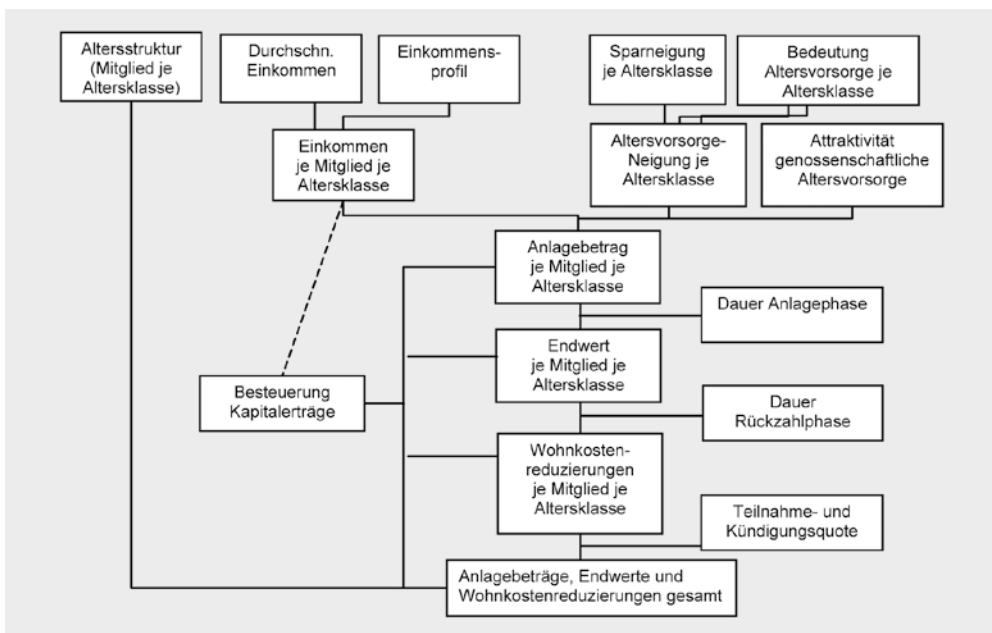 Altersstruktur
(Mitglied je
Altersklasse)
Durchschn.
Einkommen
Einkommens-
profil
Sparneigung
je Altersklasse
Bedeutung
Altersvorsorge je
Altersklasse
Einkommen
je Mitglied je
Altersklasse
Altersvorsorge-
Neigung je
Altersklasse
Attraktivität
genossenschaftliche
Altersvorsorge
Anlagebetrag
je Mitglied je
Altersklasse
Dauer Anlagephase
Endwert
je Mitglied je
Altersklasse
Besteuerung
Kapitalerträge
Dauer
Rückzahlphase
Wohnkosten-
reduzierungen
je Mitglied je
Altersklasse
Teilnahme- und
Kündigungsquote
Anlagebeträge, Endwerte und
Wohnkostenreduzierungen gesamt